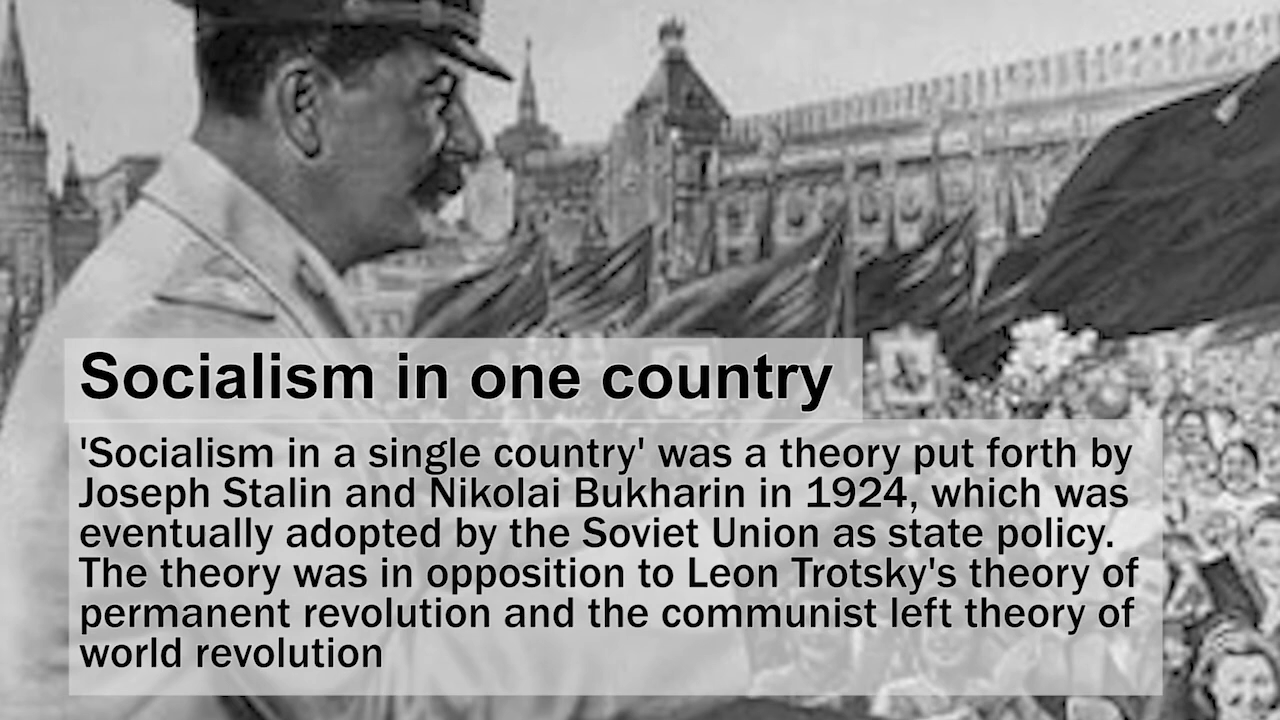 Socialism in one country
'Socialism in a single country' was a theory put forth by
Joseph Stalin and Nikolai Bukharin in 1924, which was
eventually adopted by the Soviet Union as state policy.
The theory was in opposition to Leon Trotsky's theory of
permanent revolution and the communist left theory of
world revolution